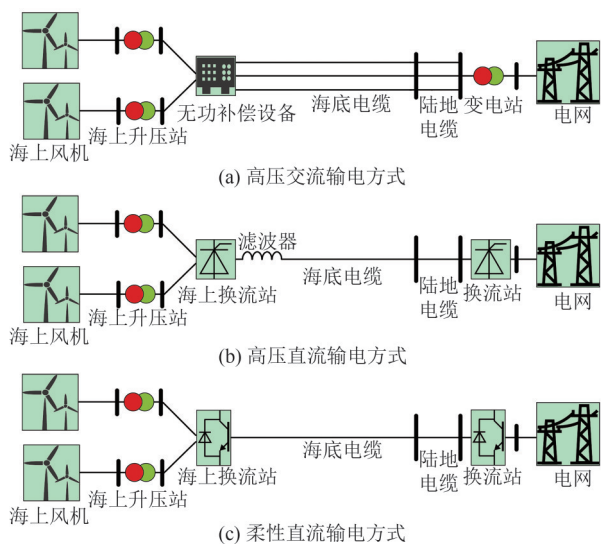 无功补偿设备
海底电缆
陆地
电缆
变电站
电网
海上风机
海上升压站
(a) 高压交流输电方式
滤波器
海底电缆
陆地
电缆
换流站
电网
海上风机
海上升压站
海上换流站
(b) 高压直流输电方式
海底电缆
陆地
电缆
换流站
电网
海上风机
海上升压站
海上换流站
(c) 柔性直流输电方式